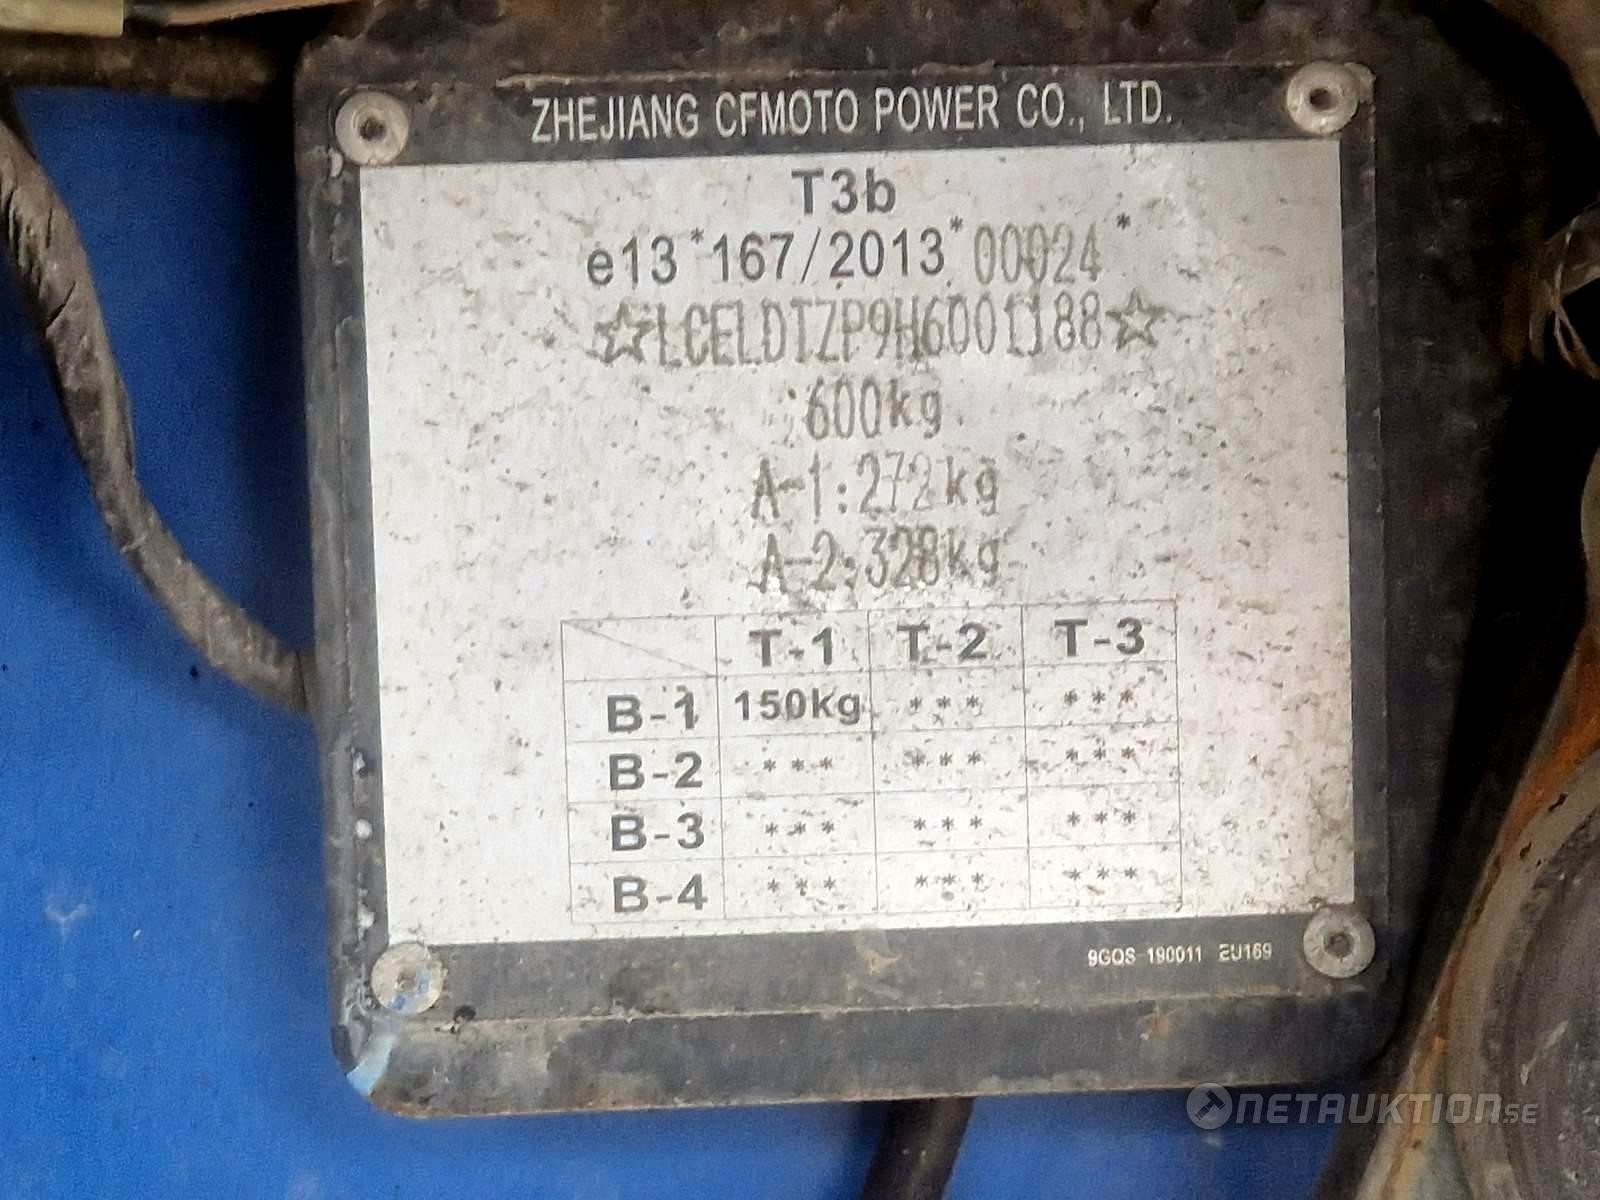 ZHEJIANG CFMOTO POWER CO., LTD.
T3b
e13*167/2013*00024*
☆LCELDTZP9H6001188☆
600kg
A-1:272kg
A-2:328kg
T-1 T-2 T-3
B-1 150kg *** ***
B-2 *** *** ***
B-3 *** *** ***
B-4 *** *** ***
9GQS-190011 EU169
NETAUKTION.SE